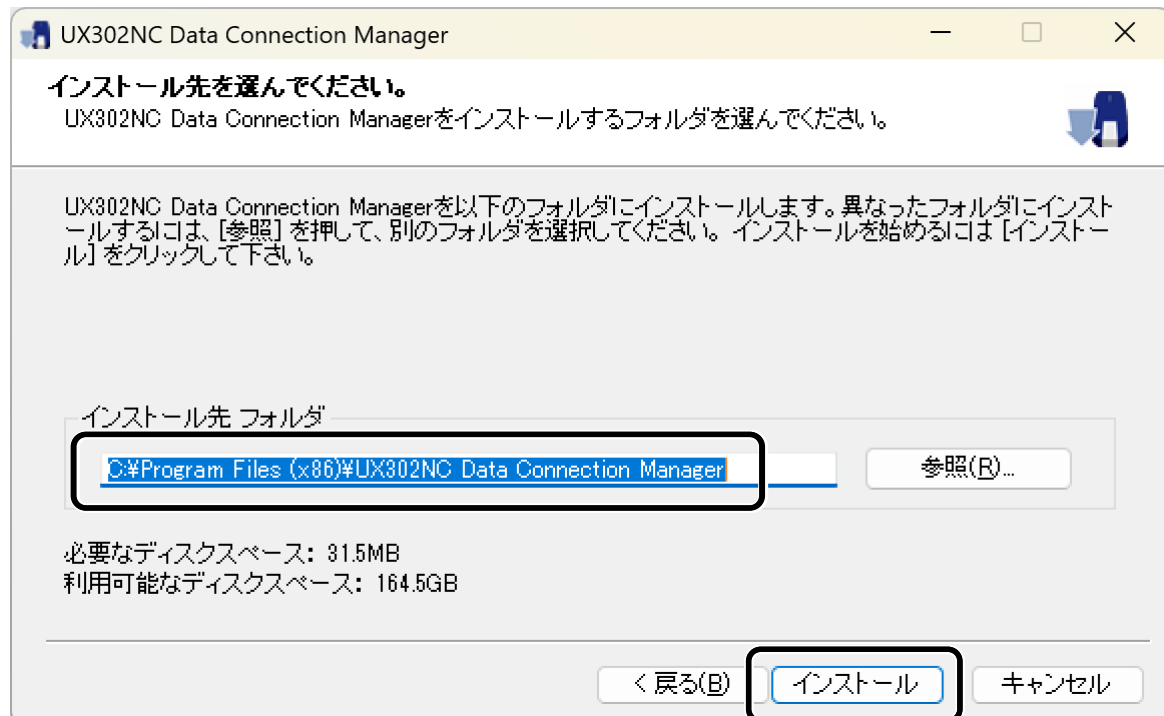 UX302NC Data Connection Manager
インストール先を選んでください。
UX302NC Data Connection Managerをインストールするフォルダを選んでください。
UX302NC Data Connection Managerを以下のフォルダにインストールします。異なったフォルダにインスト
ールするには、[参照] を押して、別のフォルダを選択してください。 インストールを始めるには [インストー
ル] をクリックして下さい。
インストール先 フォルダ
C:¥Program Files (x86)¥UX302NC Data Connection Manager
参照(R)...
必要なディスクスペース: 31.5MB
利用可能なディスクスペース: 164.5GB
< 戻る(B)
インストール
キャンセル